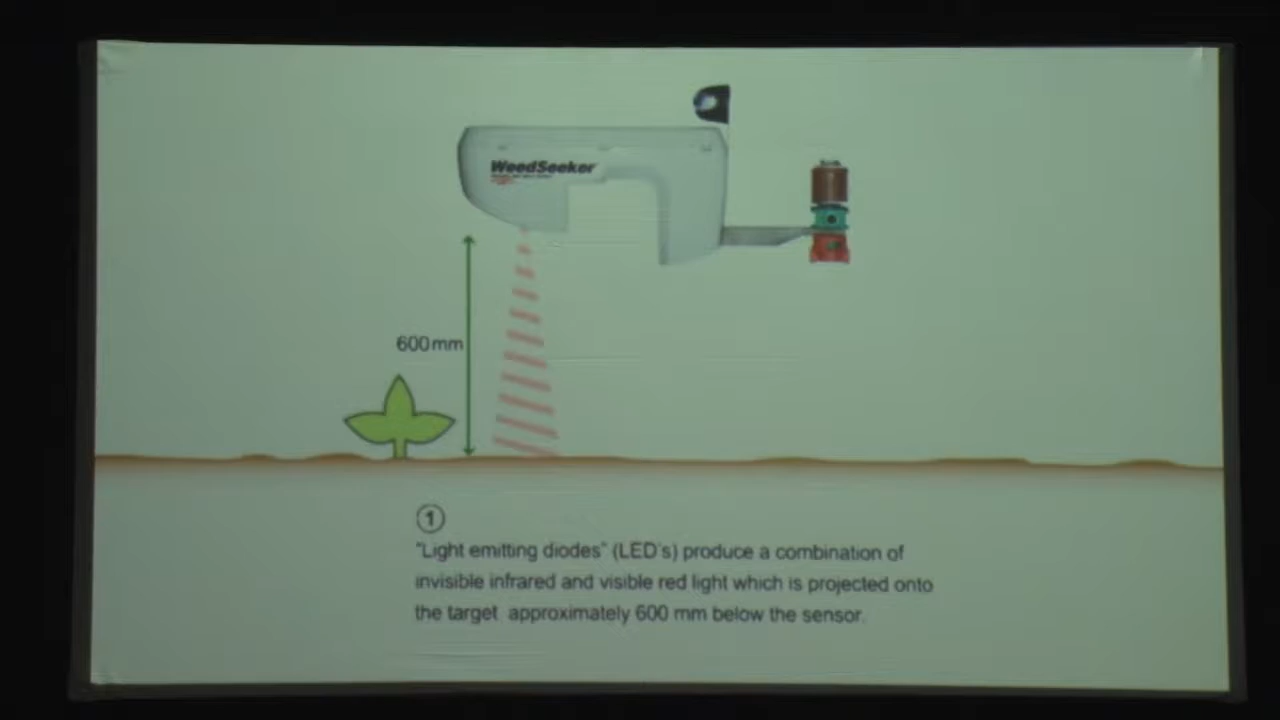 WeedSeeker
600 mm
1
"Light emitting diodes" (LED's) produce a combination of
invisible infrared and visible red light which is projected onto
the target approximately 600 mm below the sensor.